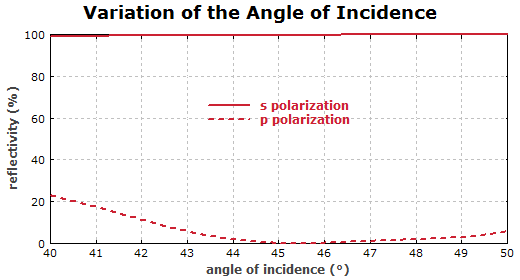 Variation of the Angle of Incidence
reflectivity (%)
100
80
60
40
20
0
s polarization
p polarization
40 41 42 43 44 45 46 47 48 49 50
angle of incidence (°)